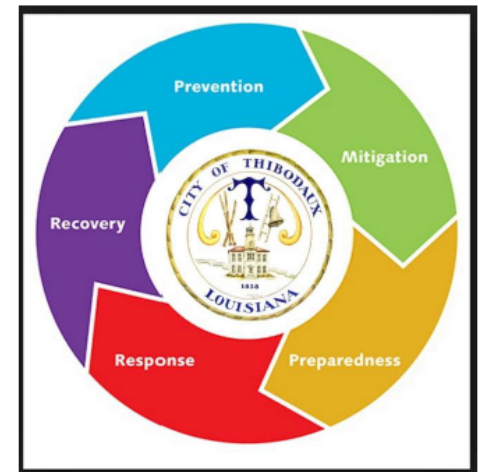 Prevention
Mitigation
Preparedness
Response
Recovery
CITY OF THIBODAUX
T
1838
LOUISIANA